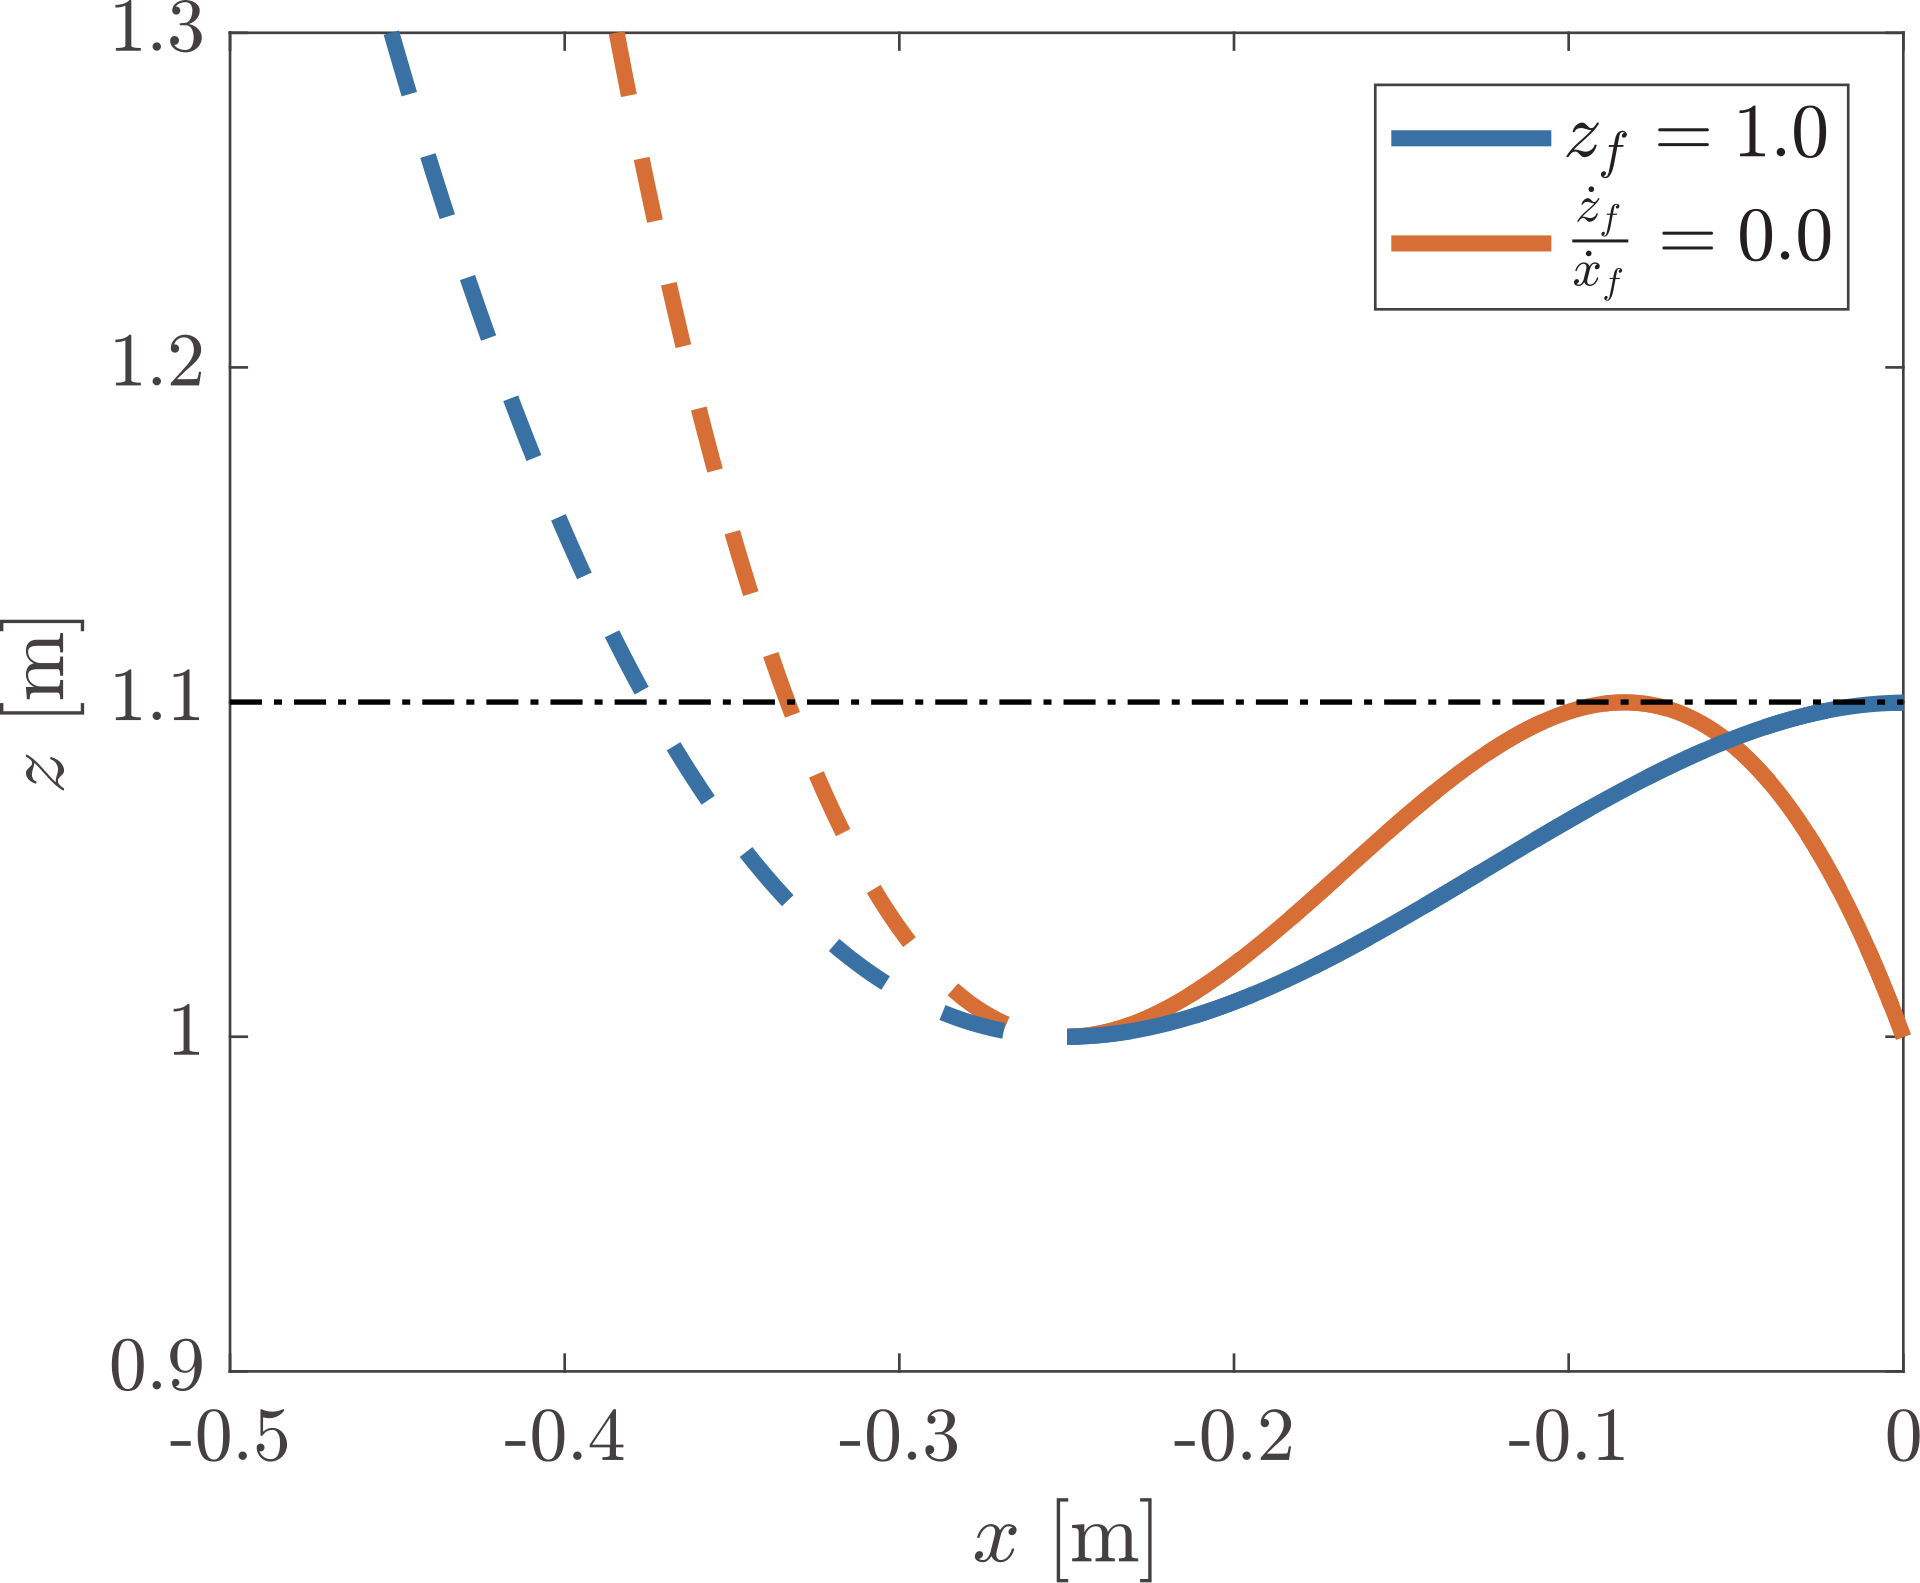 1.3
1.2
1.1
1
0.9
z [m]
-0.5 -0.4 -0.3 -0.2 -0.1 0
x [m]
z_f = 1.0
ż_f/ẋ_f = 0.0